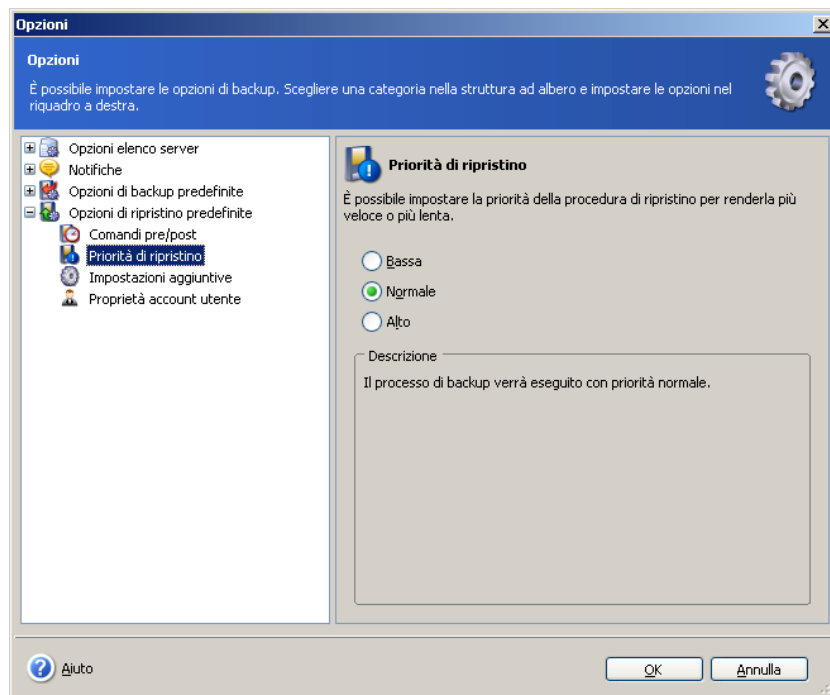 Opzioni
Opzioni
È possibile impostare le opzioni di backup. Scegliere una categoria nella struttura ad albero e impostare le opzioni nel
riquadro a destra.
Opzioni elenco server
Notifiche
Opzioni di backup predefinite
Opzioni di ripristino predefinite
Comandi pre/post
Priorità di ripristino
Impostazioni aggiuntive
Proprietà account utente
Priorità di ripristino
È possibile impostare la priorità della procedura di ripristino per renderla più
veloce o più lenta.
Bassa
Normale
Alto
Descrizione
Il processo di backup verrà eseguito con priorità normale.
Aiuto
OK
Annulla